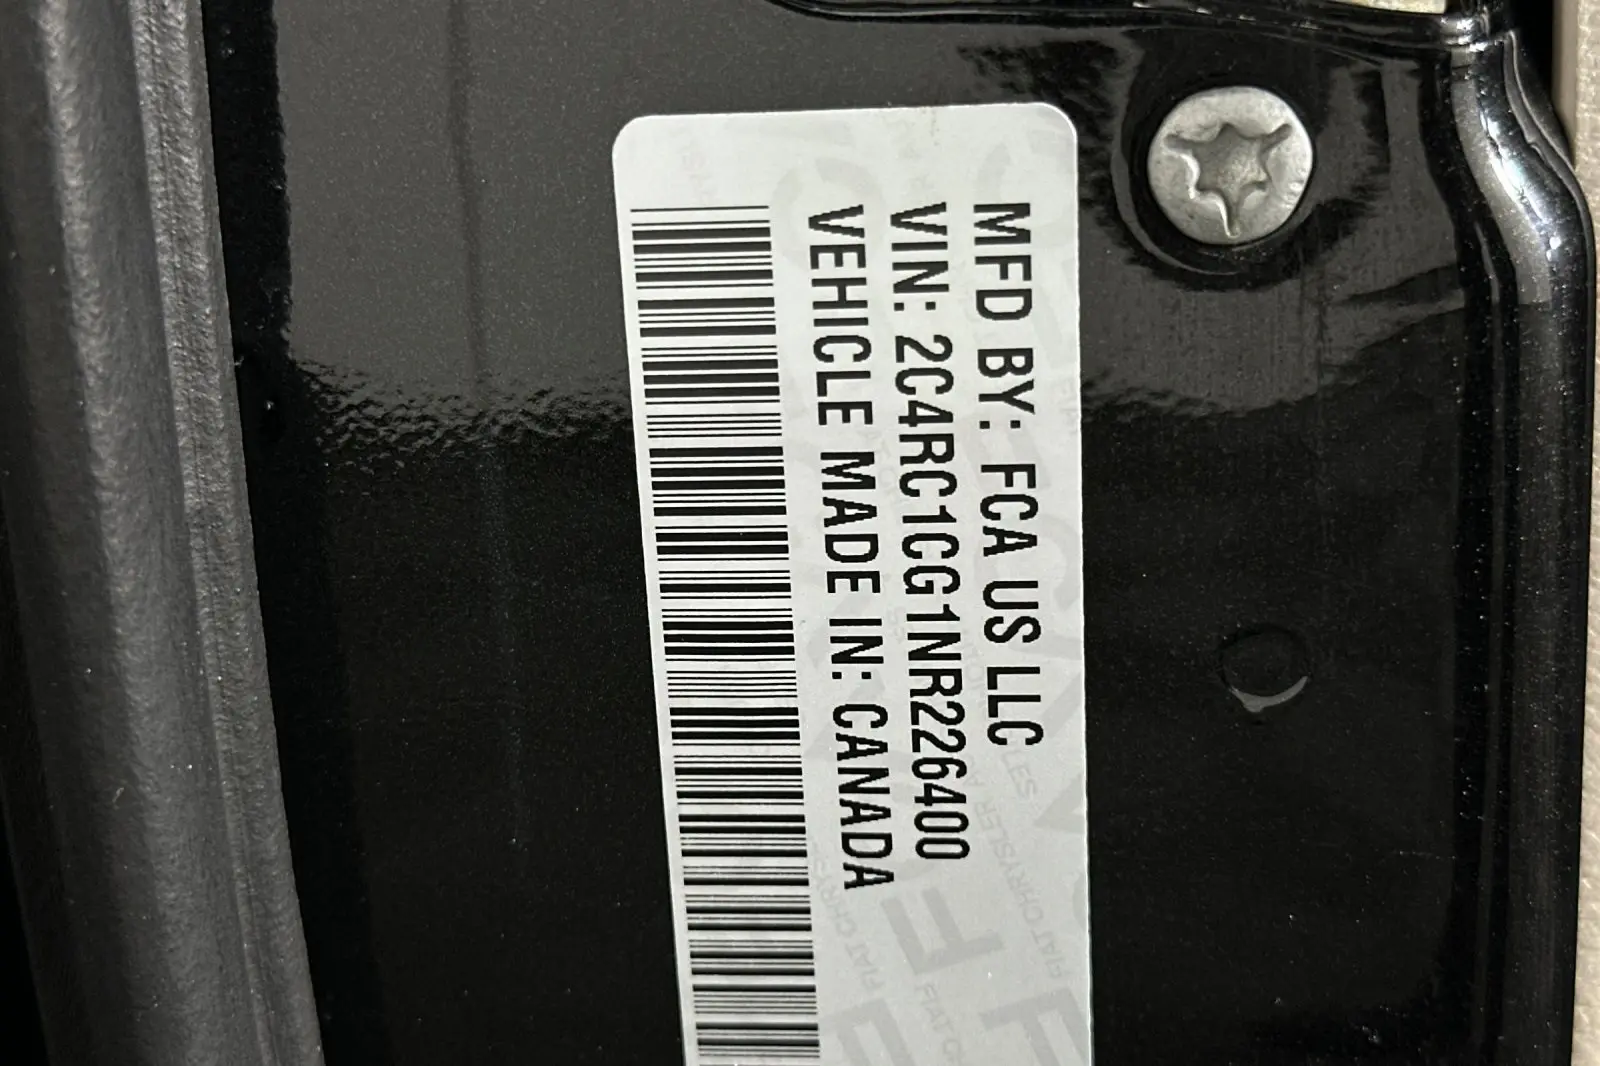 MFD BY: FCA US LLC
VIN: 2C4RC1CG1NR226400
VEHICLE MADE IN: CANADA